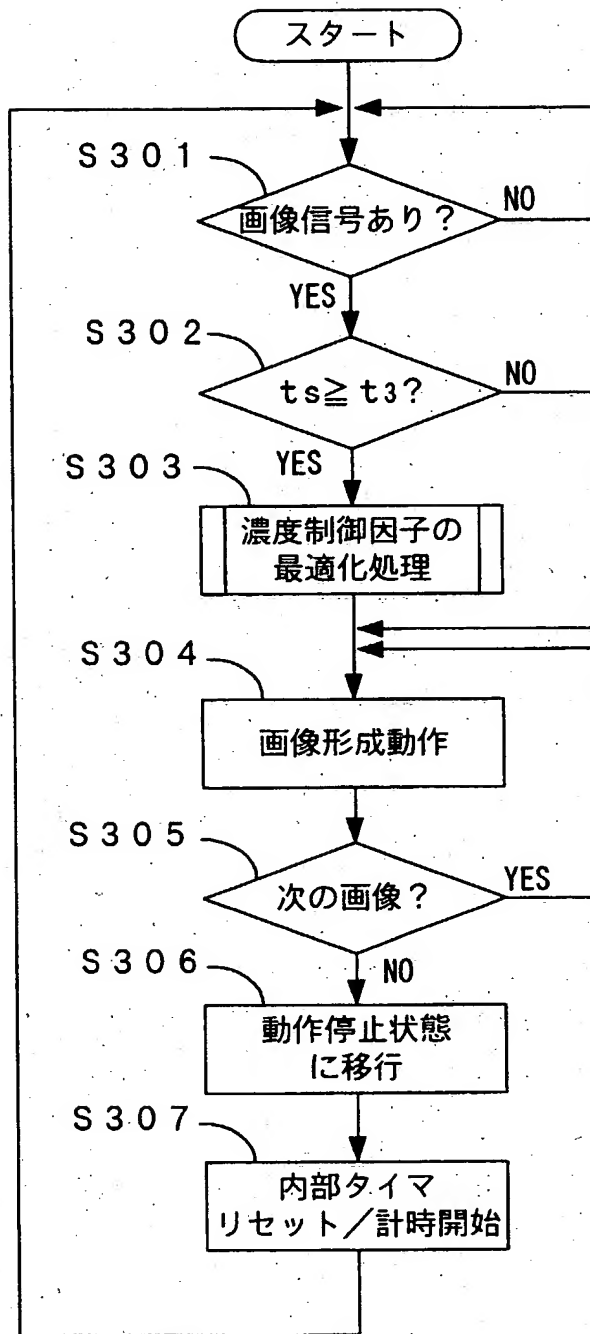 スタート
S301
画像信号あり？
NO
YES
S302
ts≧t3？
NO
YES
S303
濃度制御因子の
最適化処理
S304
画像形成動作
S305
次の画像？
YES
NO
S306
動作停止状態
に移行
S307
内部タイマ
リセット／計時開始